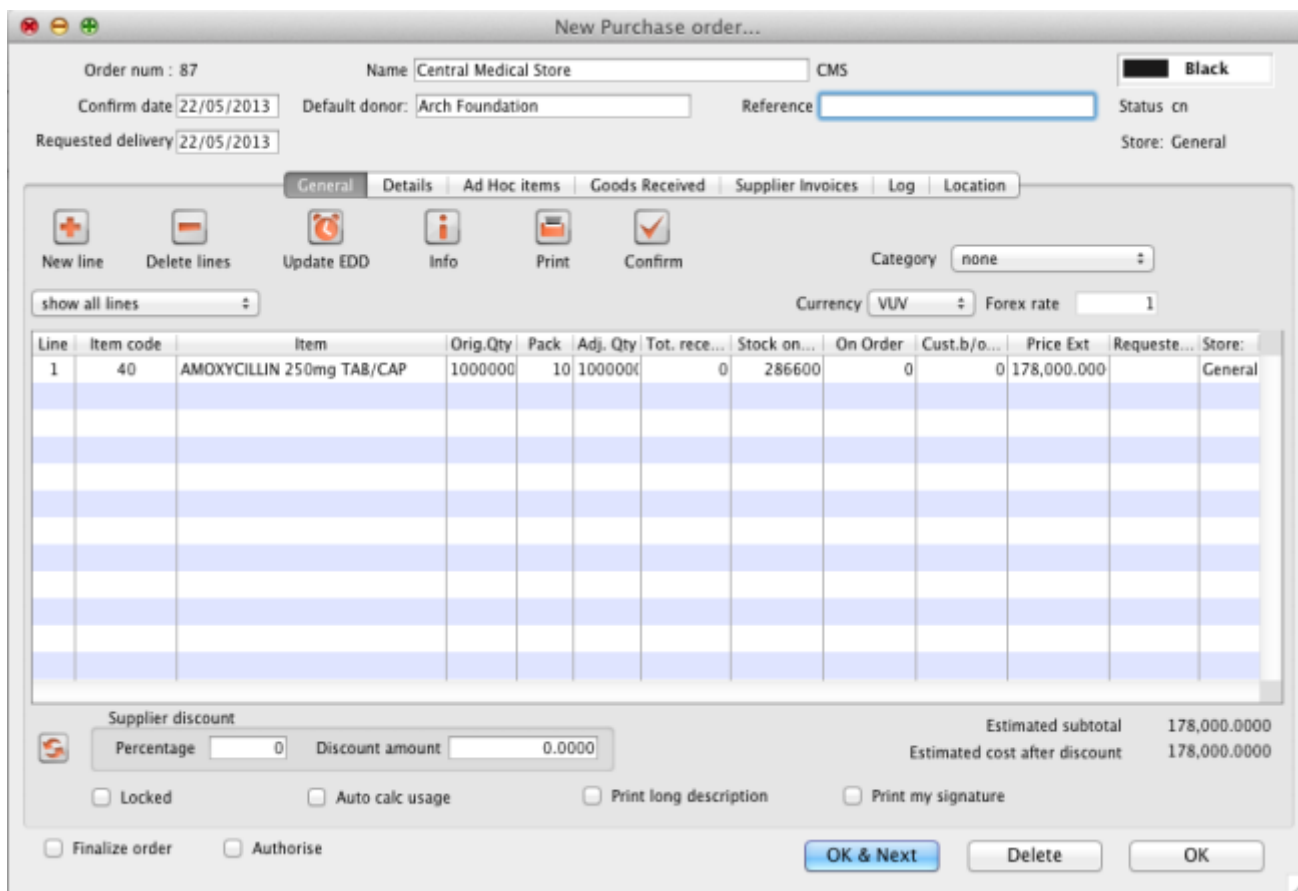 New Purchase order...
Order num : 87 Name Central Medical Store CMS Black
Confirm date 22/05/2013 Default donor: Arch Foundation Reference Status cn
Requested delivery 22/05/2013 Store: General
General Details Ad Hoc items Goods Received Supplier Invoices Log Location
New line Delete lines Update EDD Info Print Confirm Category none
show all lines Currency VUV Forex rate 1
Line Item code Item Orig.Qty Pack Adj. Qty Tot. rece... Stock on... On Order Cust.b/o... Price Ext Requeste... Store:
1 40 AMOXYCILLIN 250mg TAB/CAP 1000000 10 1000000 0 286600 0 0 178,000.000 General
Supplier discount
Percentage 0 Discount amount 0.0000
Estimated subtotal 178,000.0000
Estimated cost after discount 178,000.0000
Locked Auto calc usage Print long description Print my signature
Finalize order Authorise OK & Next Delete OK